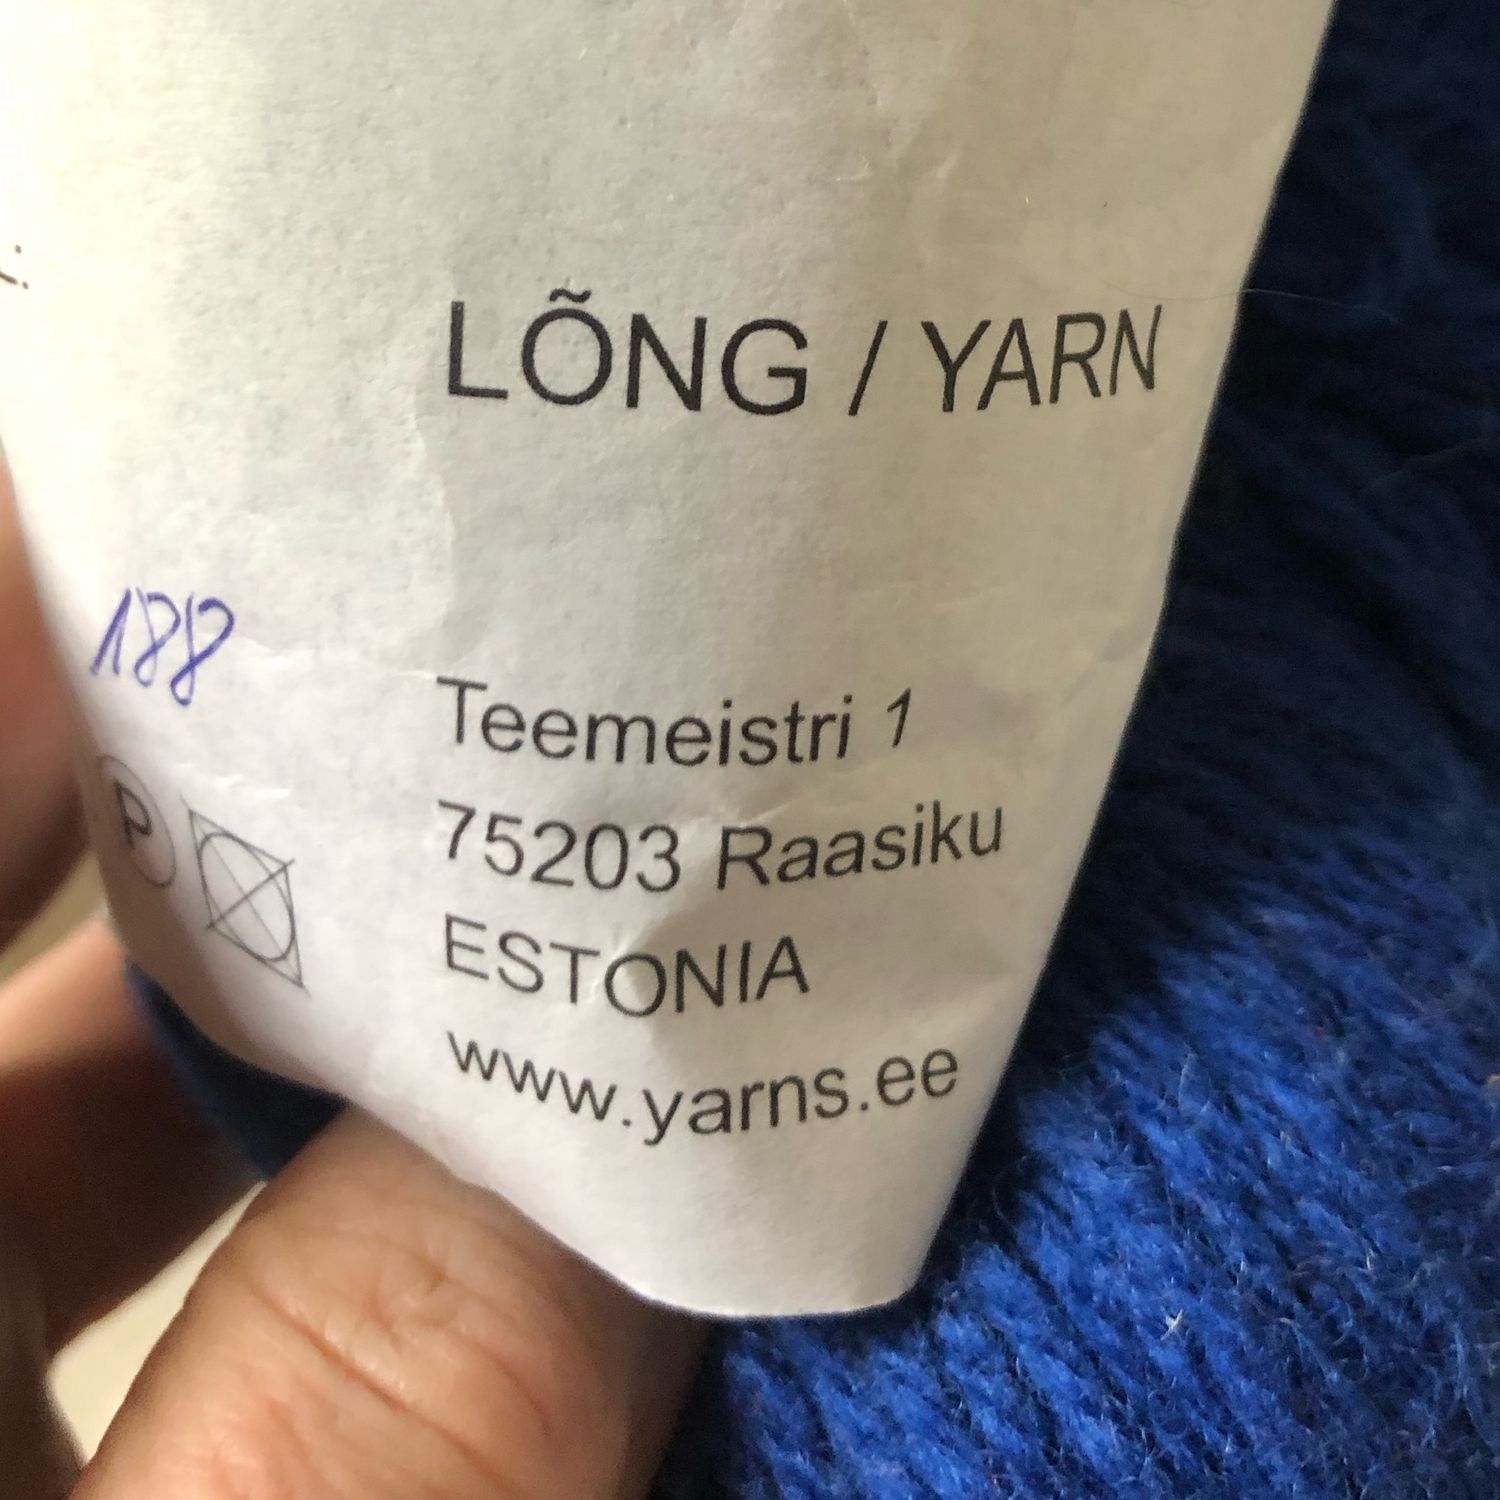 LÕNG / YARN
188
Teemeistri 1
P
75203 Raasiku
ESTONIA
www.yarns.ee